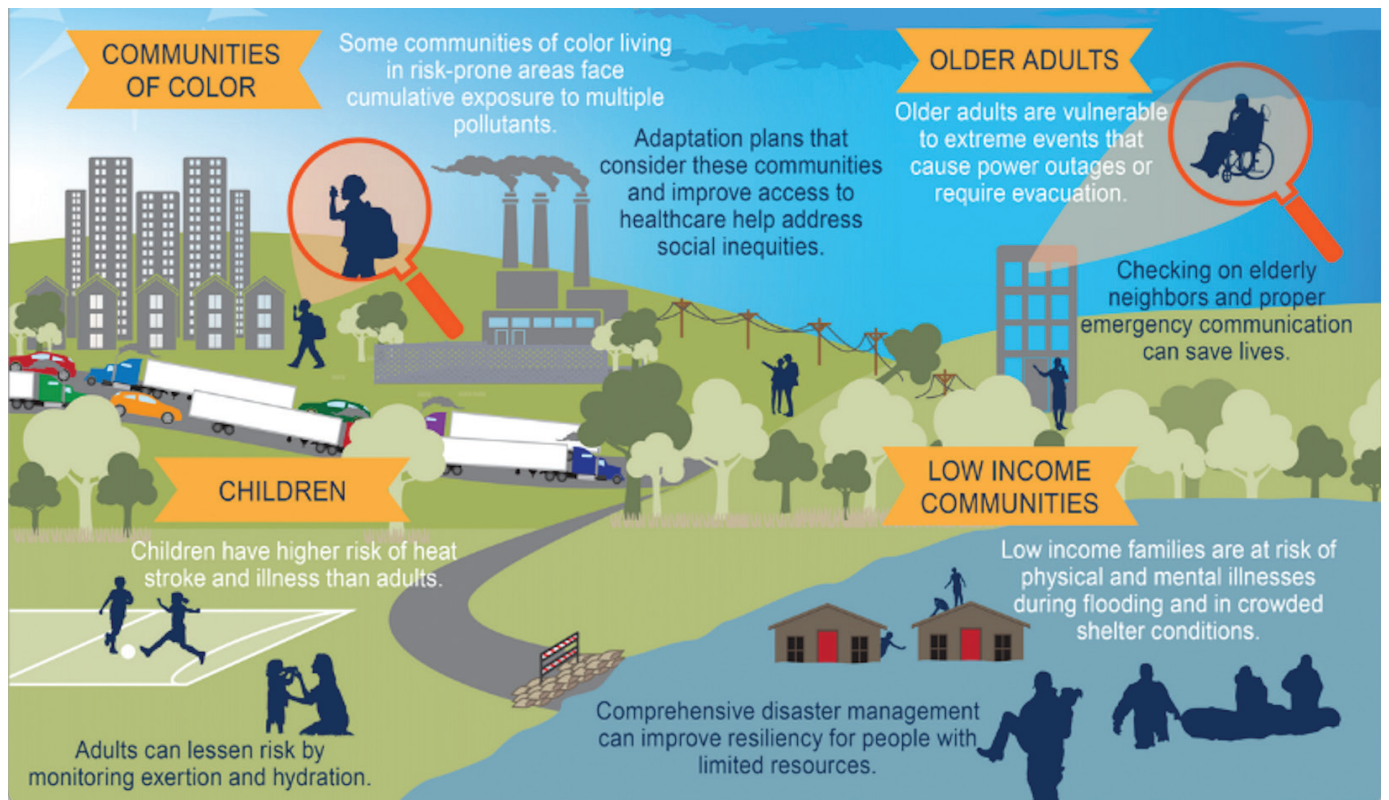 COMMUNITIES
OF COLOR
Some communities of color living
in risk-prone areas face
cumulative exposure to multiple
pollutants.
Adaptation plans that
consider these communities
and improve access to
healthcare help address
social inequities.
OLDER ADULTS
Older adults are vulnerable
to extreme events that
cause power outages or
require evacuation.
Checking on elderly
neighbors and proper
emergency communication
can save lives.
CHILDREN
Children have higher risk of heat
stroke and illness than adults.
Adults can lessen risk by
monitoring exertion and hydration.
LOW INCOME
COMMUNITIES
Low income families are at risk of
physical and mental illnesses
during flooding and in crowded
shelter conditions.
Comprehensive disaster management
can improve resiliency for people with
limited resources.